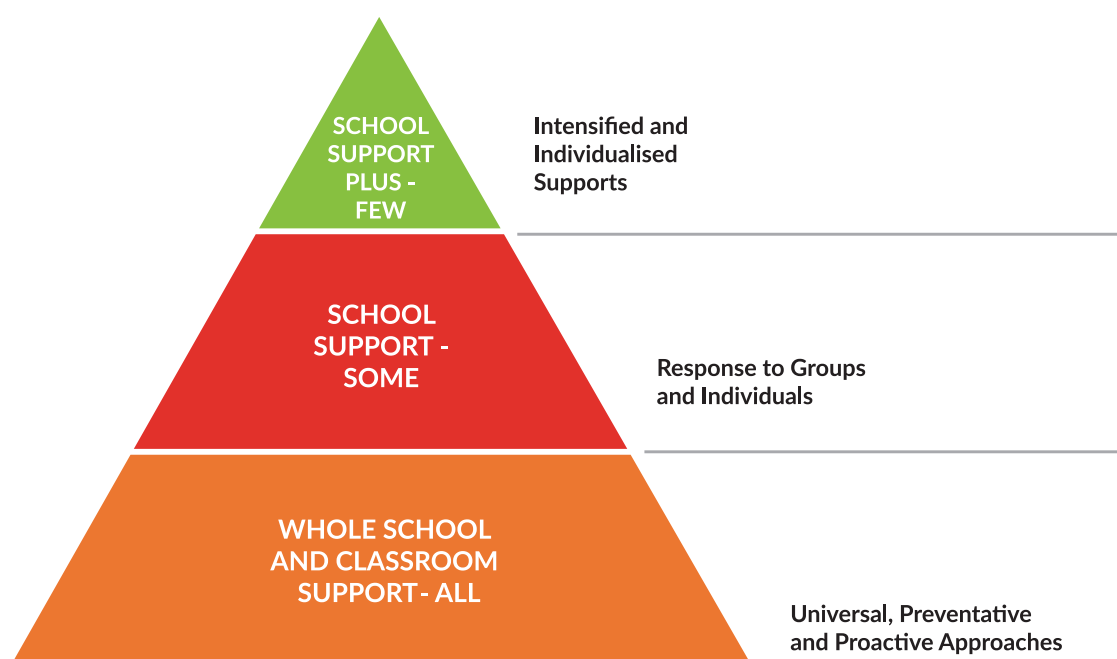 SCHOOL
SUPPORT
PLUS -
FEW
Intensified and
Individualised
Supports
SCHOOL
SUPPORT -
SOME
Response to Groups
and Individuals
WHOLE SCHOOL
AND CLASSROOM
SUPPORT - ALL
Universal, Preventative
and Proactive Approaches